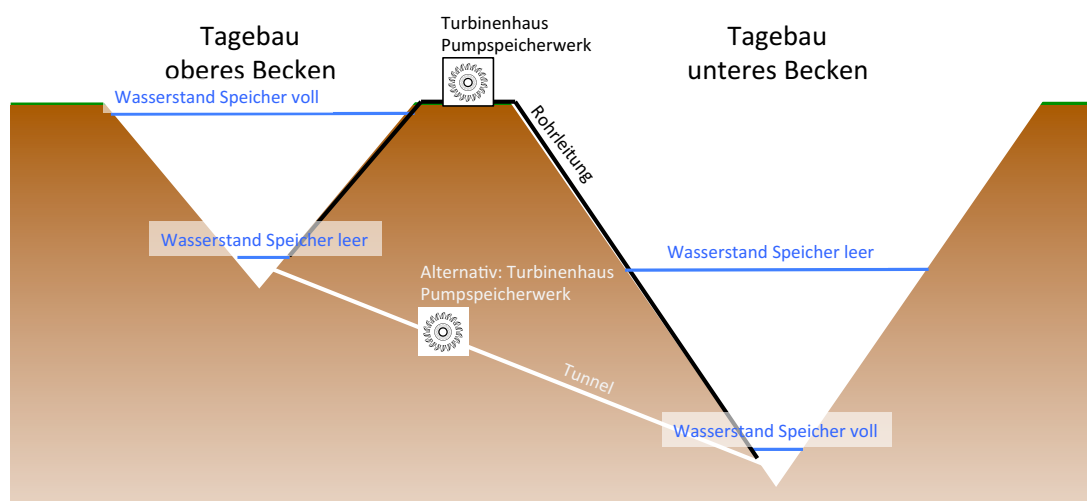 Tagebau
oberes Becken
Turbinenhaus
Pumpspeicherwerk
Tagebau
unteres Becken
Wasserstand Speicher voll
Rohrleitung
Wasserstand Speicher leer
Wasserstand Speicher leer
Alternativ: Turbinenhaus
Pumpspeicherwerk
Tunnel
Wasserstand Speicher voll